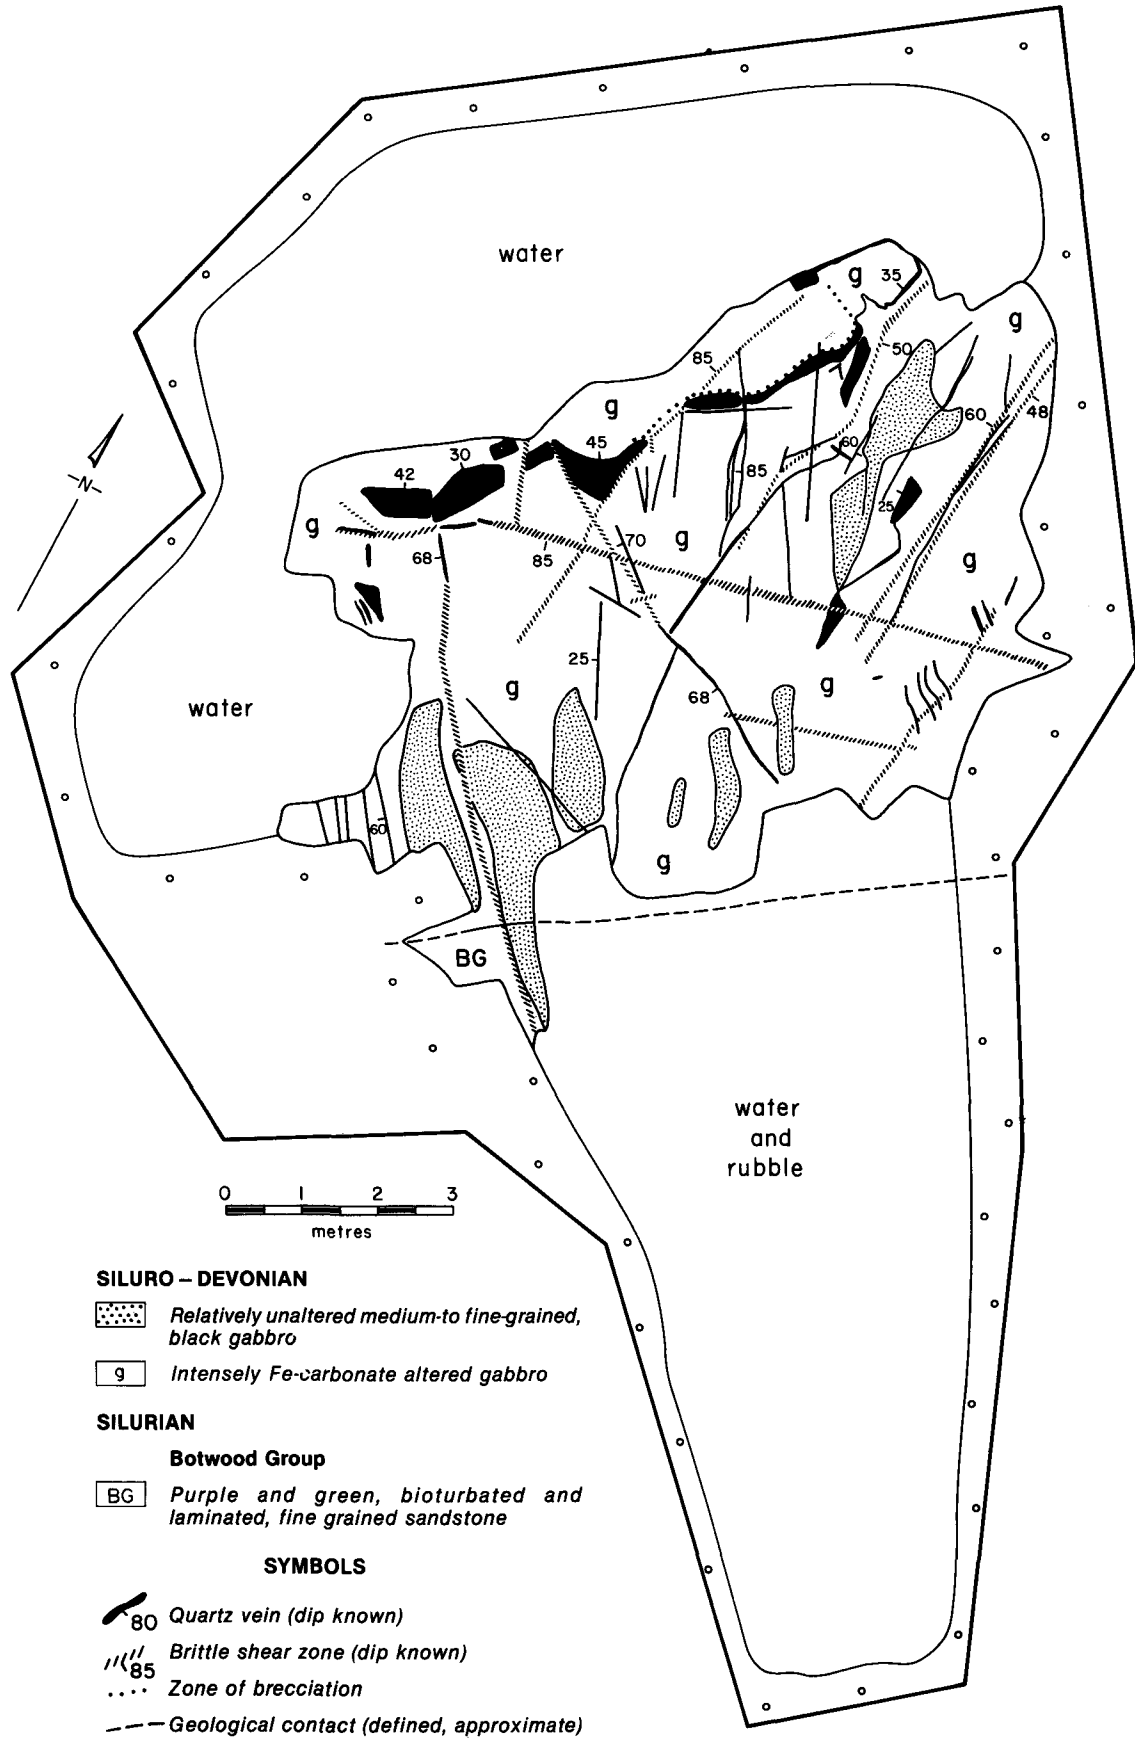 water
g
35
g
50
85
g
60
48
45
30
42
60
85
25
g
g
70
g
68
85
25
g
g
68
water
60
g
BG
water
and
rubble
-N-
0 1 2 3
metres
SILURO – DEVONIAN
Relatively unaltered medium-to fine-grained,
black gabbro
g Intensely Fe-carbonate altered gabbro
SILURIAN
Botwood Group
BG Purple and green, bioturbated and
laminated, fine grained sandstone
SYMBOLS
80 Quartz vein (dip known)
85 Brittle shear zone (dip known)
Zone of brecciation
Geological contact (defined, approximate)